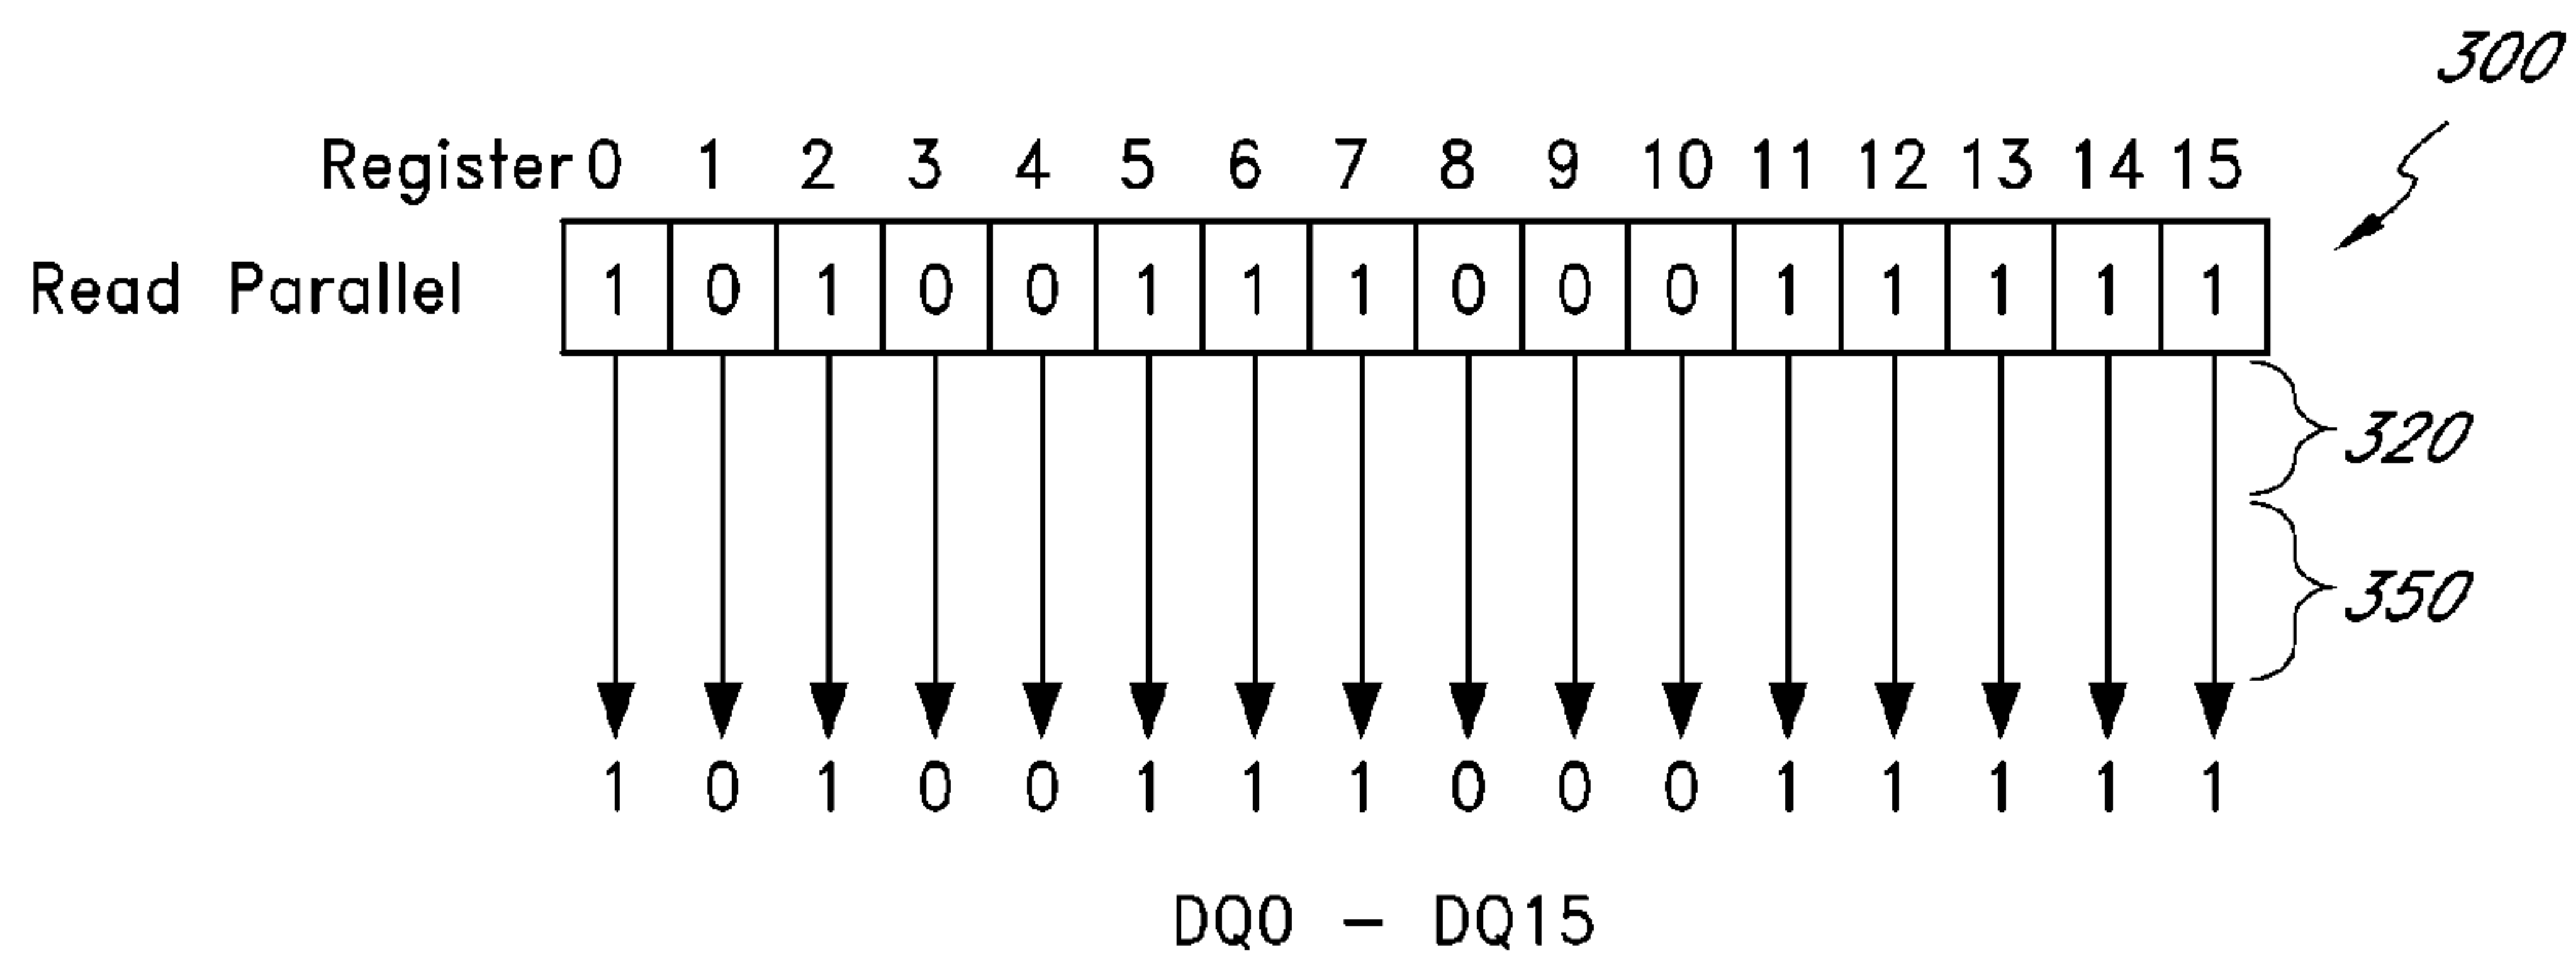 300
Register 0 1 2 3 4 5 6 7 8 9 10 11 12 13 14 15
Read Parallel 1 0 1 0 0 1 1 1 0 0 0 1 1 1 1 1
320
350
1 0 1 0 0 1 1 1 0 0 0 1 1 1 1 1
DQ0 - DQ15